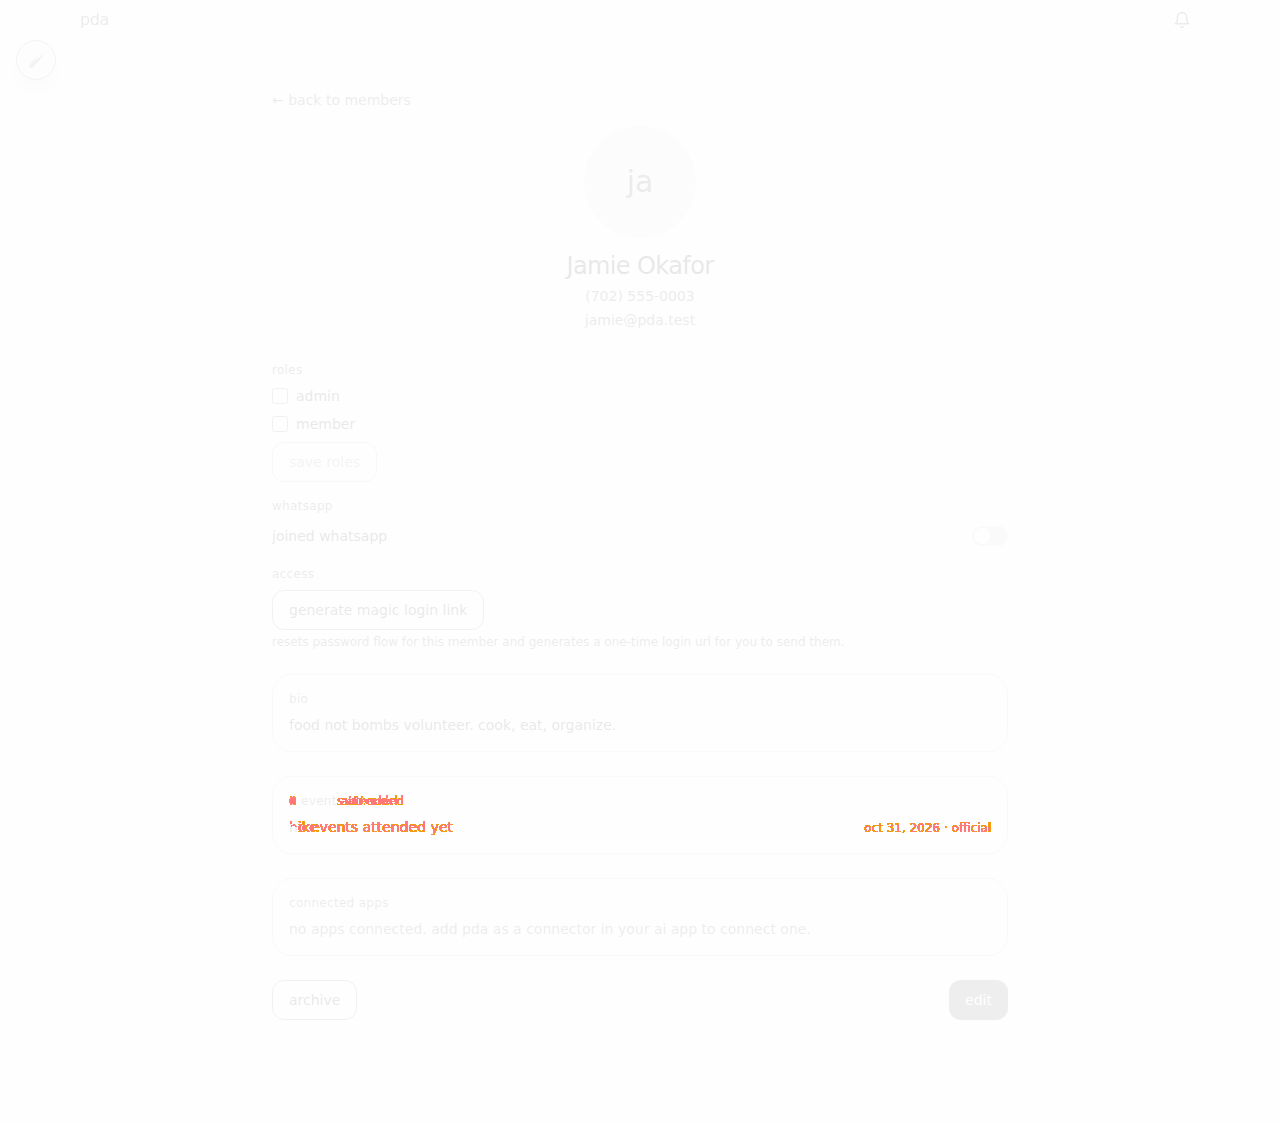 pda
← back to members
ja
Jamie Okafor
(702) 555-0003
jamie@pda.test
roles
admin
member
save roles
whatsapp
joined whatsapp
access
generate magic login link
resets password flow for this member and generates a one-time login url for you to send them.
bio
food not bombs volunteer. cook, eat, organize.
event
events attended yet oct 31, 2026 · official
connected apps
no apps connected. add pda as a connector in your ai app to connect one.
archive edit